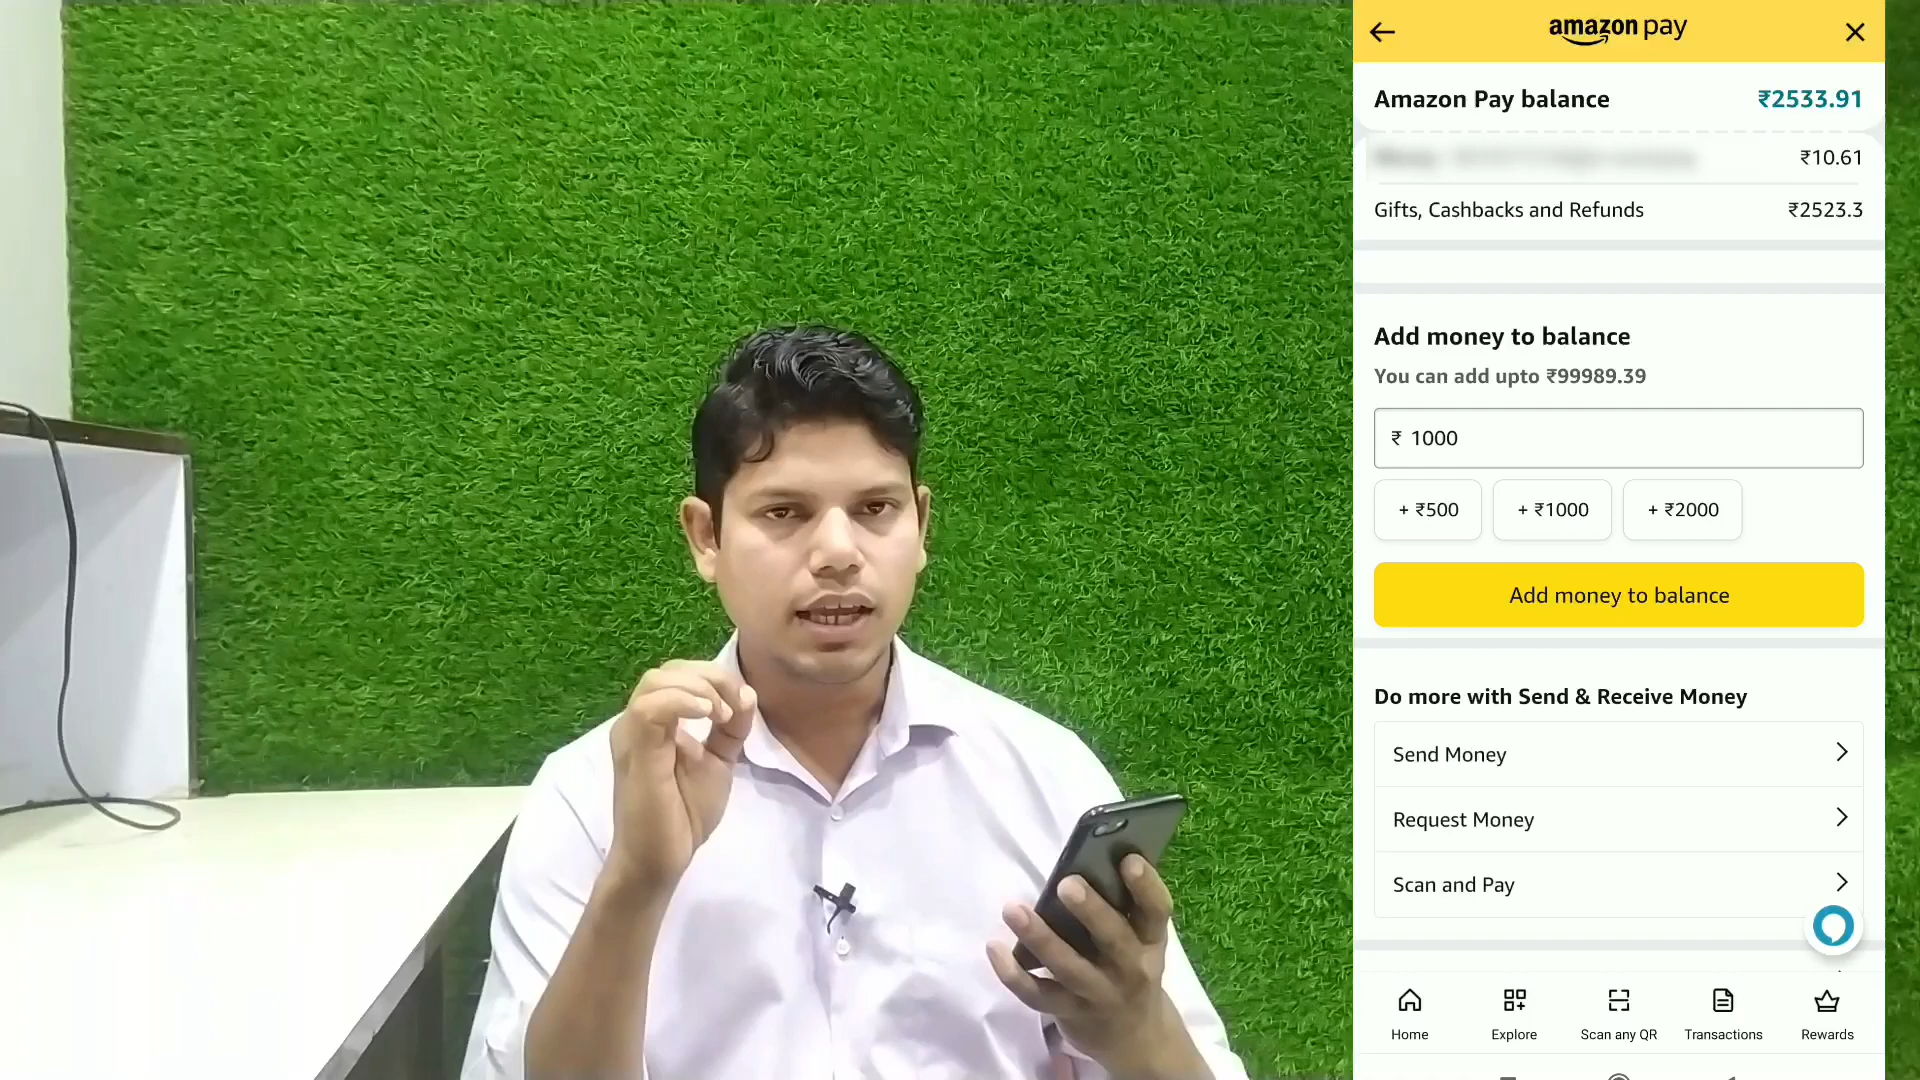 amazon pay
Amazon Pay balance ₹2533.91
₹10.61
Gifts, Cashbacks and Refunds ₹2523.3
Add money to balance
You can add upto ₹99989.39
₹ 1000
+ ₹500 + ₹1000 + ₹2000
Add money to balance
Do more with Send & Receive Money
Send Money
Request Money
Scan and Pay
Home Explore Scan any QR Transactions Rewards